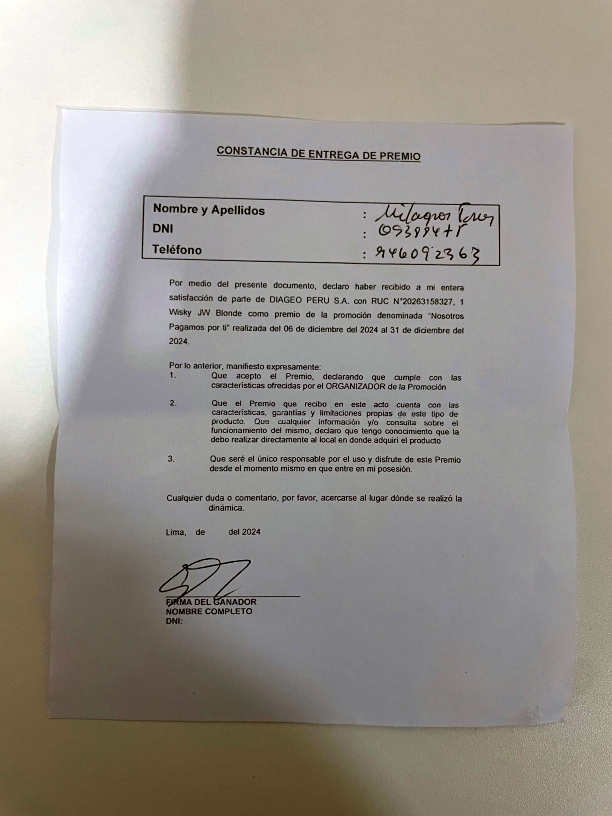 CONSTANCIA DE ENTREGA DE PREMIO
Nombre y Apellidos : Milagros
DNI :
Teléfono : 946092363
Por medio del presente documento, declaro haber recibido a mi entera
satisfacción de parte de DIAGEO PERU S.A. con RUC N°20263158327, 1
Wisky JW Blonde como premio de la promoción denominada "Nosotros
Pagamos por ti" realizada del 06 de diciembre del 2024 al 31 de diciembre del
2024.
Por lo anterior, manifiesto expresamente:
1. Que acepto el Premio, declarando que cumple con las
características ofrecidas por el ORGANIZADOR de la Promoción
2. Que el Premio que recibo en este acto cuenta con las
características, garantías y limitaciones propias de este tipo de
producto. Que cualquier información y/o consulta sobre el
funcionamiento del mismo, declaro que tengo conocimiento que la
debo realizar directamente al local en donde adquirí el producto
3. Que seré el único responsable por el uso y disfrute de este Premio
desde el momento mismo en que entre en mi posesión.
Cualquier duda o comentario, por favor, acercarse al lugar dónde se realizó la
dinámica.
Lima, de del 2024
FIRMA DEL GANADOR
NOMBRE COMPLETO
DNI: